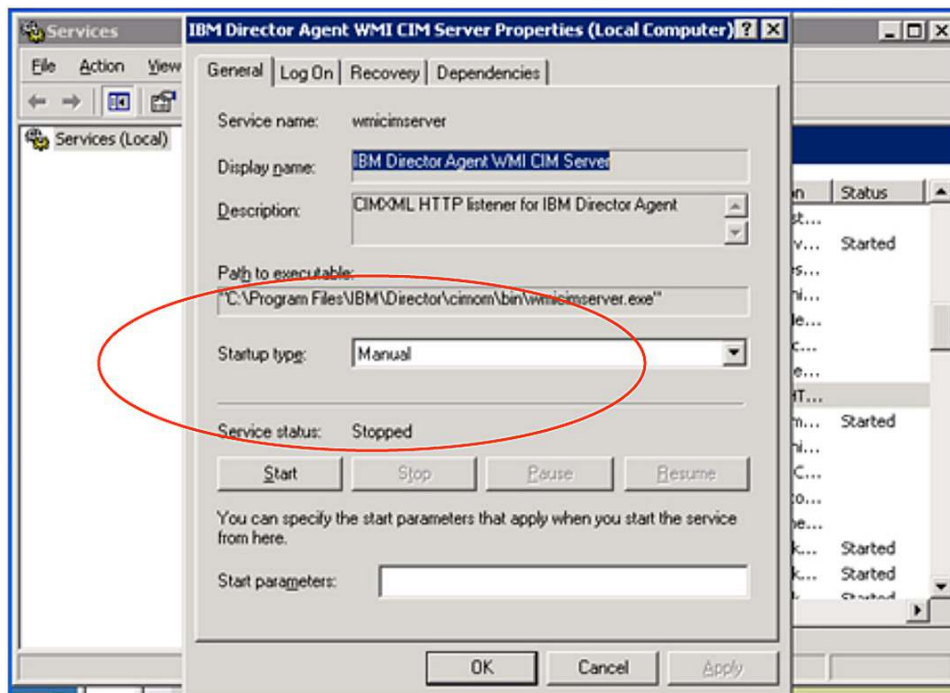 Services
IBM Director Agent WMI CIM Server Properties (Local Computer)
File Action View
General Log On Recovery Dependencies
Services (Local)
Service name: wmicimserver
Display name: IBM Director Agent WMI CIM Server
Description: CIMXML HTTP listener for IBM Director Agent
Path to executable:
"C:\Program Files\IBM\Director\cimom\bin\wmicimserver.exe"
Startup type: Manual
Service status: Stopped
Start Stop Pause Resume
You can specify the start parameters that apply when you start the service
from here.
Start parameters:
OK Cancel Apply
Status
Started
Started
Started
Started
Started